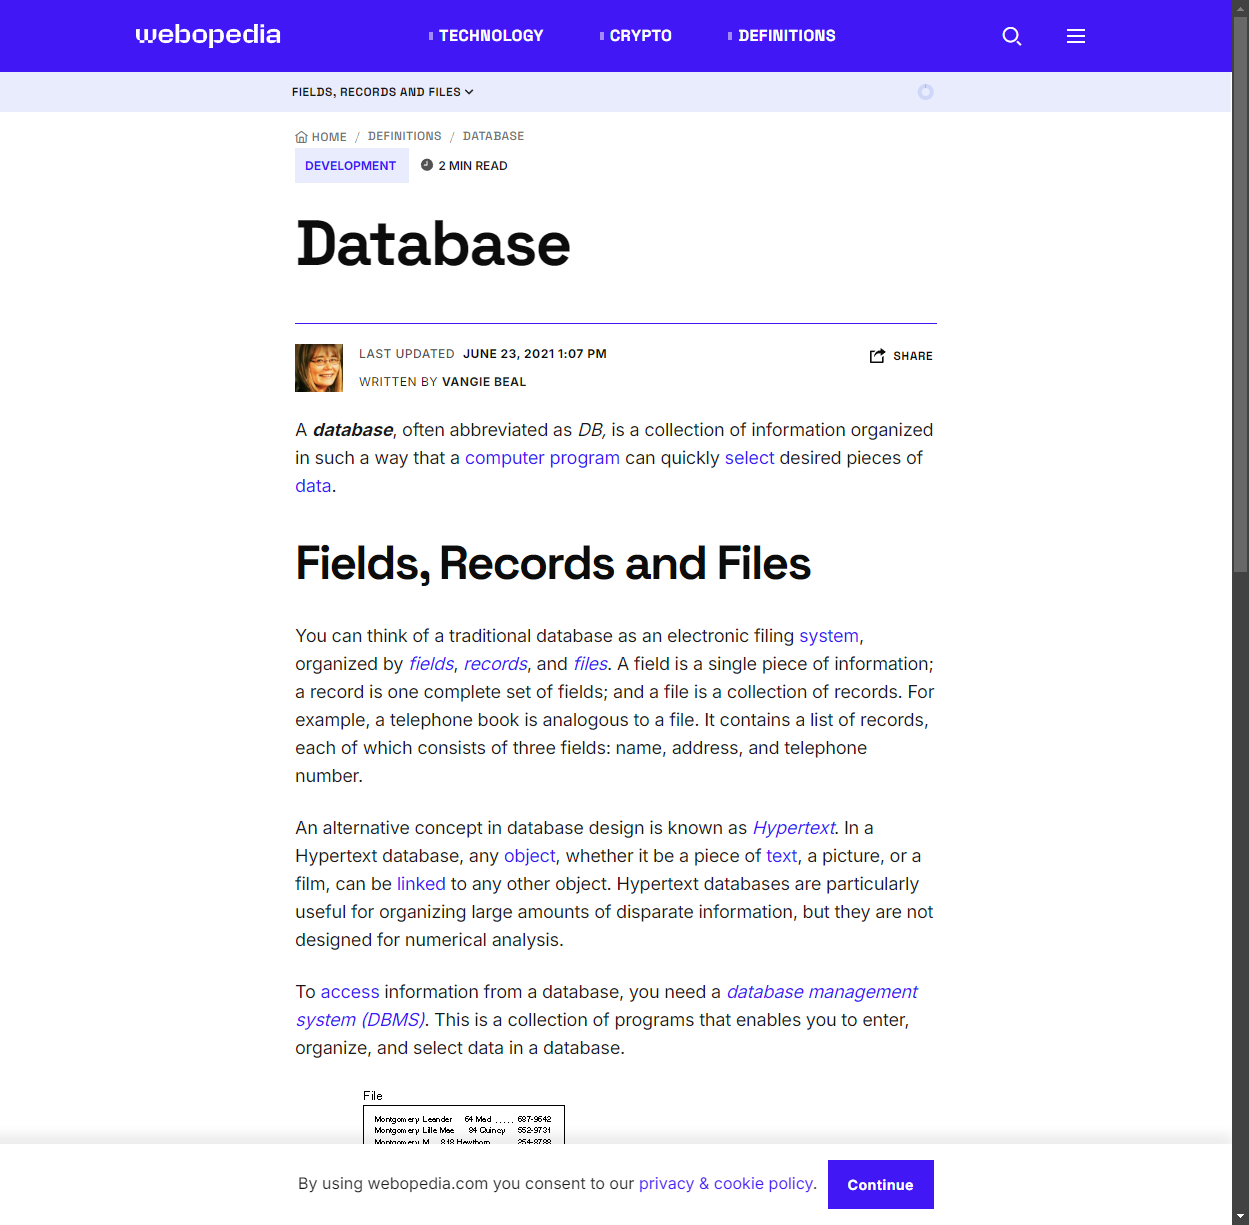 webopedia
TECHNOLOGY
CRYPTO
DEFINITIONS
FIELDS, RECORDS AND FILES
HOME / DEFINITIONS / DATABASE
DEVELOPMENT
2 MIN READ
Database
LAST UPDATED JUNE 23, 2021 1:07 PM
SHARE
WRITTEN BY VANGIE BEAL
A database, often abbreviated as DB, is a collection of information organized
in such a way that a computer program can quickly select desired pieces of
data.
Fields, Records and Files
You can think of a traditional database as an electronic filing system,
organized by fields, records, and files. A field is a single piece of information;
a record is one complete set of fields; and a file is a collection of records. For
example, a telephone book is analogous to a file. It contains a list of records,
each of which consists of three fields: name, address, and telephone
number.
An alternative concept in database design is known as Hypertext. In a
Hypertext database, any object, whether it be a piece of text, a picture, or a
film, can be linked to any other object. Hypertext databases are particularly
useful for organizing large amounts of disparate information, but they are not
designed for numerical analysis.
To access information from a database, you need a database management
system (DBMS). This is a collection of programs that enables you to enter,
organize, and select data in a database.
File
Montgomery Leander 64 Mad ..... 697-9642
Montgomery Lille Mae 94 Quincy 552-9731
Montgomery M 818 Hawthorn
By using webopedia.com you consent to our privacy & cookie policy.
Continue